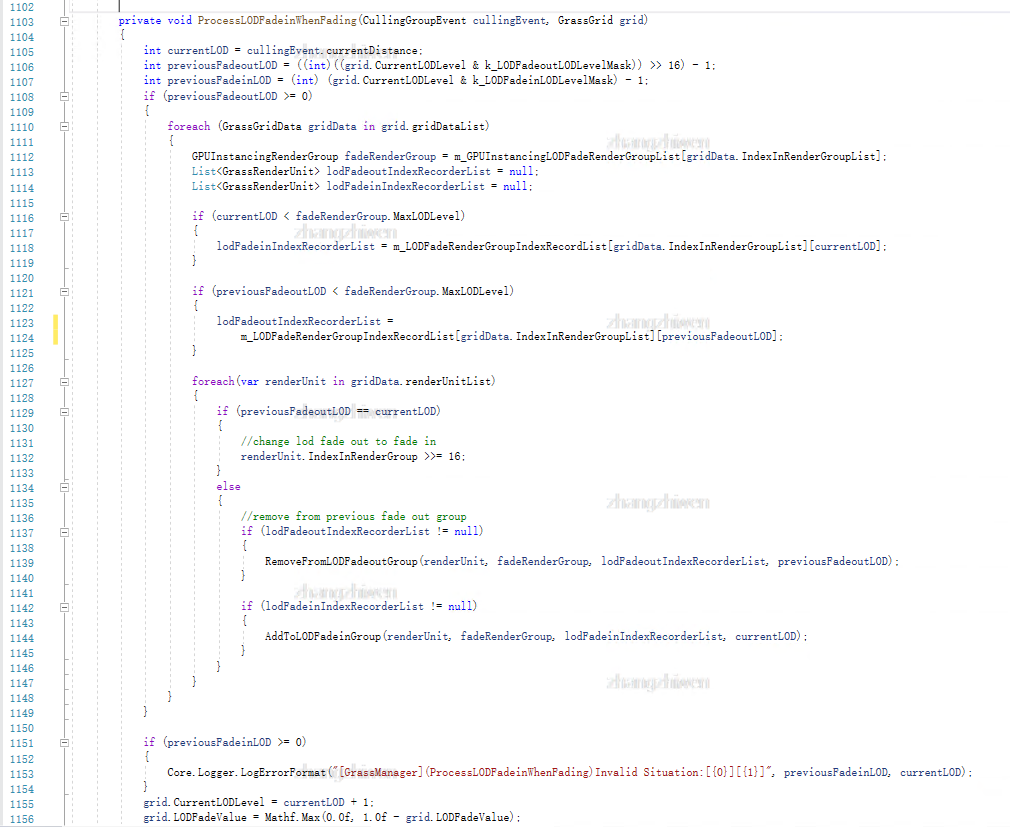 1102
1103 private void ProcessLODFadeinWhenFading(CullingGroupEvent cullingEvent, GrassGrid grid)
1104 {
1105 int currentLOD = cullingEvent.currentDistance;
1106 int previousFadeoutLOD = ((int)((grid.CurrentLODLevel & k_LODFadeoutLODLevelMask)) >> 16) - 1;
1107 int previousFadeinLOD = (int) (grid.CurrentLODLevel & k_LODFadeinLODLevelMask) - 1;
1108 if (previousFadeoutLOD >= 0)
1109 {
1110 foreach (GrassGridData gridData in grid.gridDataList)
1111 {
zhangzhiwen
1112 GPUInstancingRenderGroup fadeRenderGroup = m_GPUInstancingLODFadeRenderGroupList[gridData.IndexInRenderGroupList];
1113 List<GrassRenderUnit> lodFadeoutIndexRecorderList = null;
1114 List<GrassRenderUnit> lodFadeinIndexRecorderList = null;
1115
1116 if (currentLOD < fadeRenderGroup.MaxLODLevel)
1117 {
zhangzhiwen
1118 lodFadeinIndexRecorderList = m_LODFadeRenderGroupIndexRecordList[gridData.IndexInRenderGroupList][currentLOD];
1119 }
1120
1121 if (previousFadeoutLOD < fadeRenderGroup.MaxLODLevel)
1122 {
1123 lodFadeoutIndexRecorderList =
zhangzhiwen
1124 m_LODFadeRenderGroupIndexRecordList[gridData.IndexInRenderGroupList][previousFadeoutLOD];
1125 }
1126
1127 foreach(var renderUnit in gridData.renderUnitList)
1128 {
1129 if (previousFadeoutLOD == currentLOD)
1130 {
1131 //change lod fade out to fade in
1132 renderUnit.IndexInRenderGroup >>= 16;
1133 }
1134 else
1135 {
zhangzhiwen
1136 //remove from previous fade out group
1137 if (lodFadeoutIndexRecorderList != null)
1138 {
1139 RemoveFromLODFadeoutGroup(renderUnit, fadeRenderGroup, lodFadeoutIndexRecorderList, previousFadeoutLOD);
1140 }
1141
zhangzhiwen
1142 if (lodFadeinIndexRecorderList != null)
1143 {
1144 AddToLODFadeinGroup(renderUnit, fadeRenderGroup, lodFadeinIndexRecorderList, currentLOD);
1145 }
1146 }
1147 }
zhangzhiwen
1148 }
1149 }
1150
1151 if (previousFadeinLOD >= 0)
1152 {
1153 Core.Logger.LogErrorFormat("[GrassManager](ProcessLODFadeinWhenFading)Invalid Situation:[{0}][{1}]", previousFadeinLOD, currentLOD);
1154 }
1155 grid.CurrentLODLevel = currentLOD + 1;
1156 grid.LODFadeValue = Mathf.Max(0.0f, 1.0f - grid.LODFadeValue);